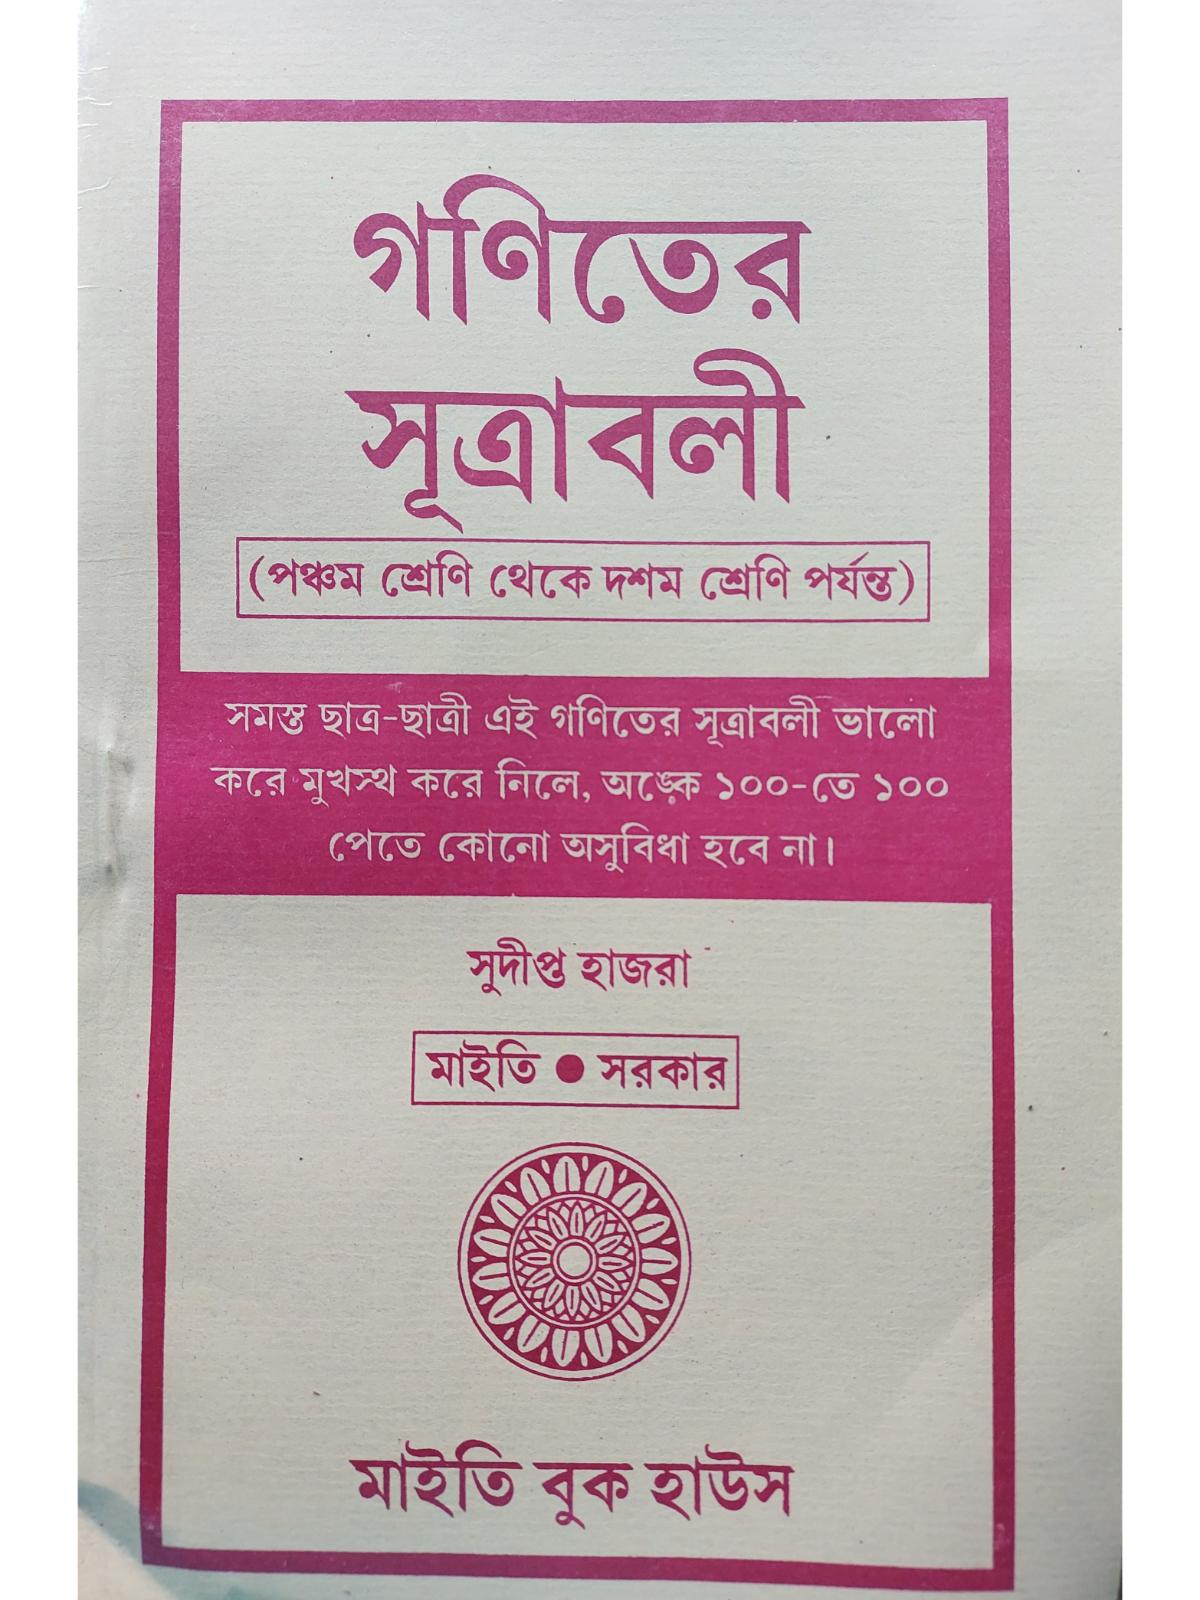 গণিতের
সূত্রাবলী
(পঞ্চম শ্রেণি থেকে দশম শ্রেণি পর্যন্ত)
সমস্ত ছাত্র-ছাত্রী এই গণিতের সূত্রাবলী ভালো
করে মুখস্থ করে নিলে, অঙ্কে ১০০-তে ১০০
পেতে কোনো অসুবিধা হবে না।
সুদীপ্ত হাজরা
মাইতি ● সরকার
মাইতি বুক হাউস